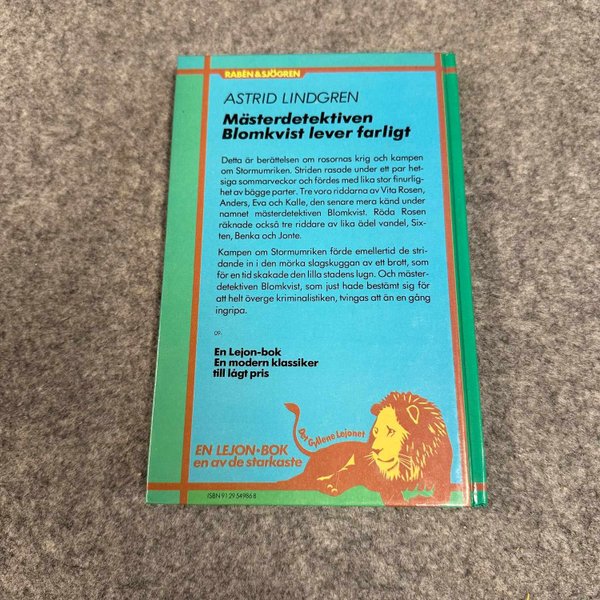 RABÉN & SJÖGREN
ASTRID LINDGREN
Mästerdetektiven
Blomkvist lever farligt
Detta är berättelsen om rosornas krig och kampen
om Stormumriken. Striden rasade under ett par het-
siga sommarveckor och fördes med lika stor finurlig-
het av bägge parter. Tre voro riddarna av Vita Rosen,
Anders, Eva och Kalle, den senare mera känd under
namnet mästerdetektiven Blomkvist. Röda Rosen
räknade också tre riddare av lika ädel vandel, Six-
ten, Benka och Jonte.
Kampen om Stormumriken förde emellertid de stri-
dande in i den mörka slagskuggan av ett brott, som
för en tid skakade den lilla stadens lugn. Och mäster-
detektiven Blomkvist, som just hade bestämt sig för
att helt överge kriminalistiken, tvingas att än en gång
ingripa.
09.
En Lejon-bok
En modern klassiker
till lågt pris
Det Gyllene Lejonet
EN LEJON-BOK
en av de starkaste
ISBN 91 29 54986 8